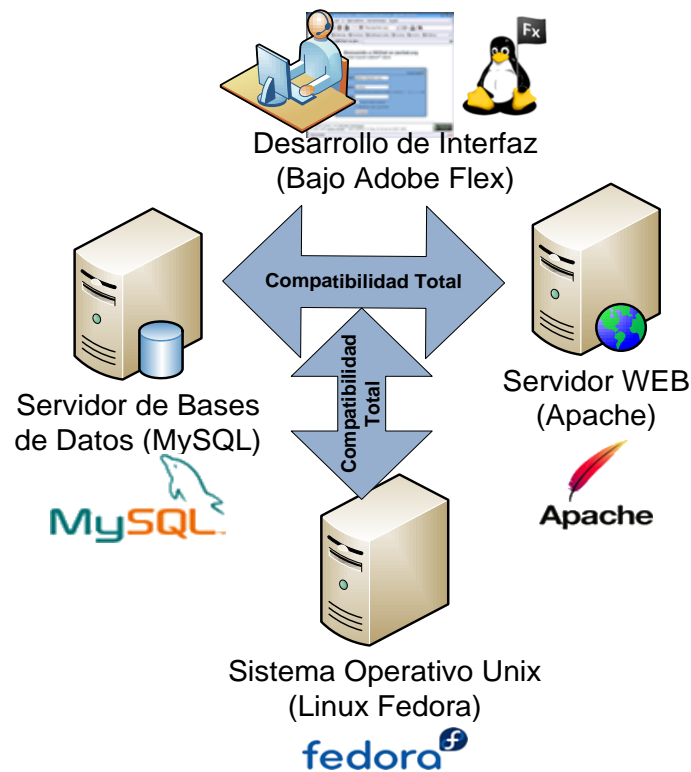 Fx
Desarrollo de Interfaz
(Bajo Adobe Flex)
Compatibilidad Total
Compatibilidad
Total
Servidor de Bases
de Datos (MySQL)
MySQL
Servidor WEB
(Apache)
Apache
Sistema Operativo Unix
(Linux Fedora)
fedora